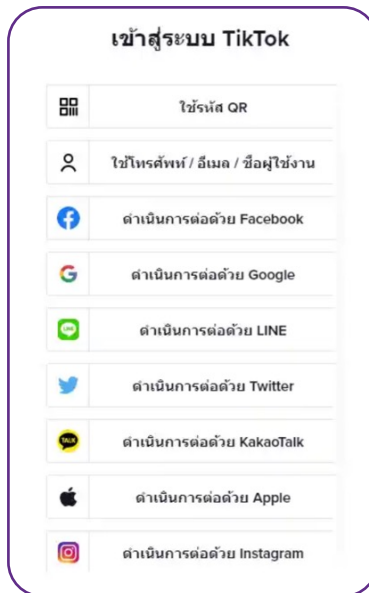 เข้าสู่ระบบ TikTok
ใช้รหัส QR
ใช้โทรศัพท์ / อีเมล / ชื่อผู้ใช้งาน
ดำเนินการต่อด้วย Facebook
ดำเนินการต่อด้วย Google
LINE
ดำเนินการต่อด้วย LINE
ดำเนินการต่อด้วย Twitter
TALK
ดำเนินการต่อด้วย KakaoTalk
ดำเนินการต่อด้วย Apple
ดำเนินการต่อด้วย Instagram